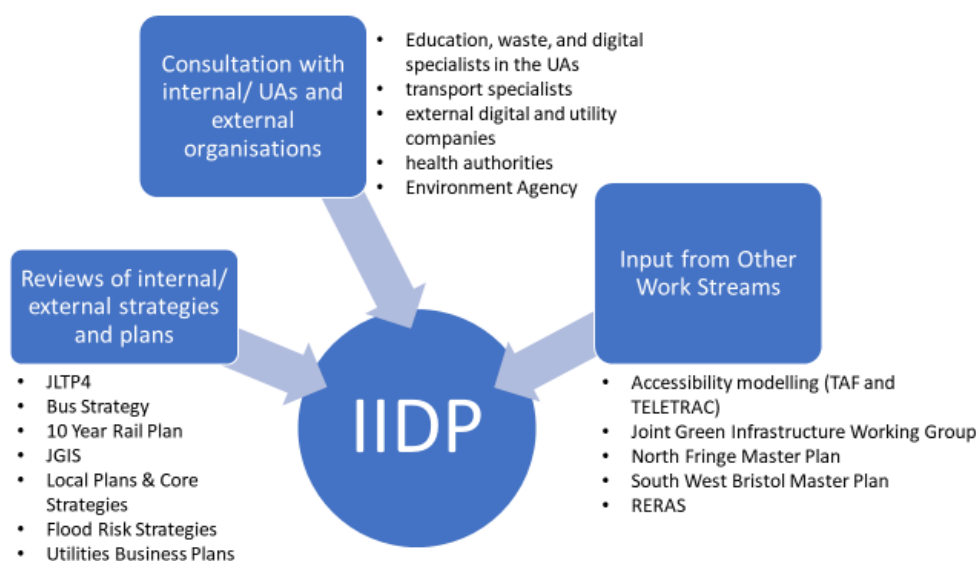 Consultation with
internal/ UAs and
external
organisations
• Education, waste, and digital
specialists in the UAs
• transport specialists
• external digital and utility
companies
• health authorities
• Environment Agency
Input from Other
Work Streams
• Accessibility modelling (TAF and
TELETRAC)
• Joint Green Infrastructure Working Group
• North Fringe Master Plan
• South West Bristol Master Plan
• RERAS
Reviews of internal/
external strategies
and plans
• JLTP4
• Bus Strategy
• 10 Year Rail Plan
• JGIS
• Local Plans & Core
Strategies
• Flood Risk Strategies
• Utilities Business Plans
IIDP